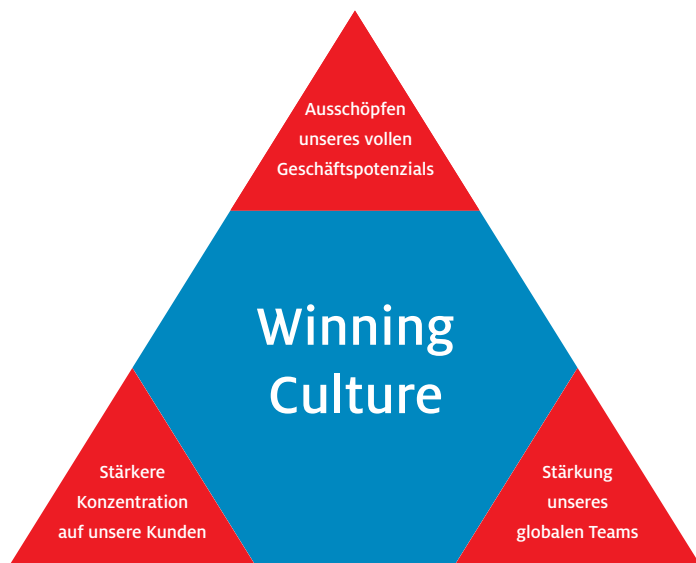 Ausschöpfen
unseres vollen
Geschäftspotenzials
Winning
Culture
Stärkere
Konzentration
auf unsere Kunden
Stärkung
unseres
globalen Teams